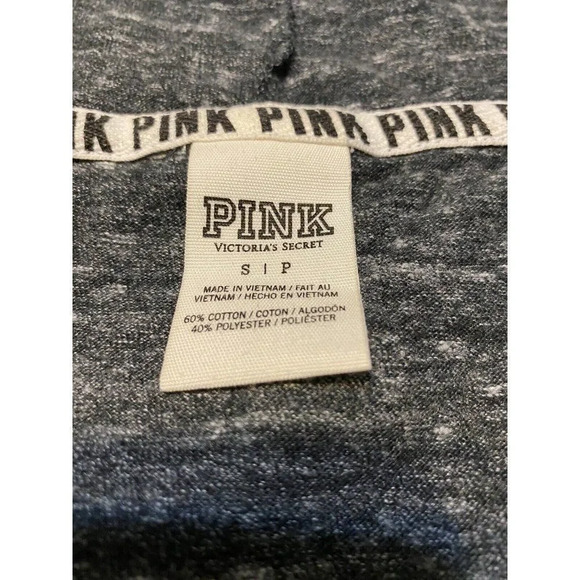 NK PINK PINK PINK
PINK
VICTORIA'S SECRET
S | P
MADE IN VIETNAM / FAIT AU
VIETNAM / HECHO EN VIETNAM
60% COTTON / COTON / ALGODÓN
40% POLYESTER / POLIÉSTER